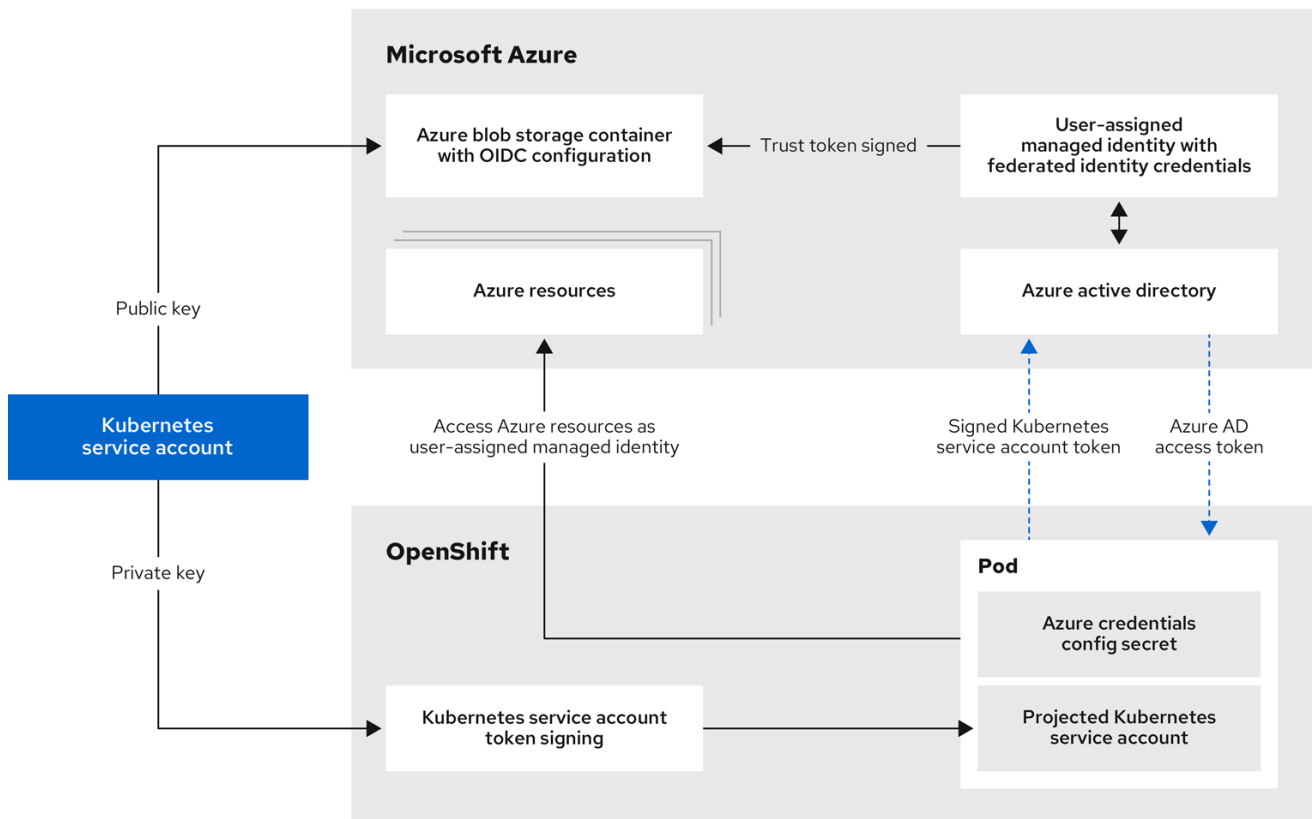 Microsoft Azure
Azure blob storage container
with OIDC configuration
Trust token signed
User-assigned
managed identity with
federated identity credentials
Azure resources
Azure active directory
Public key
Kubernetes
service account
Access Azure resources as
user-assigned managed identity
Signed Kubernetes
service account token
Azure AD
access token
Private key
OpenShift
Pod
Azure credentials
config secret
Kubernetes service account
token signing
Projected Kubernetes
service account